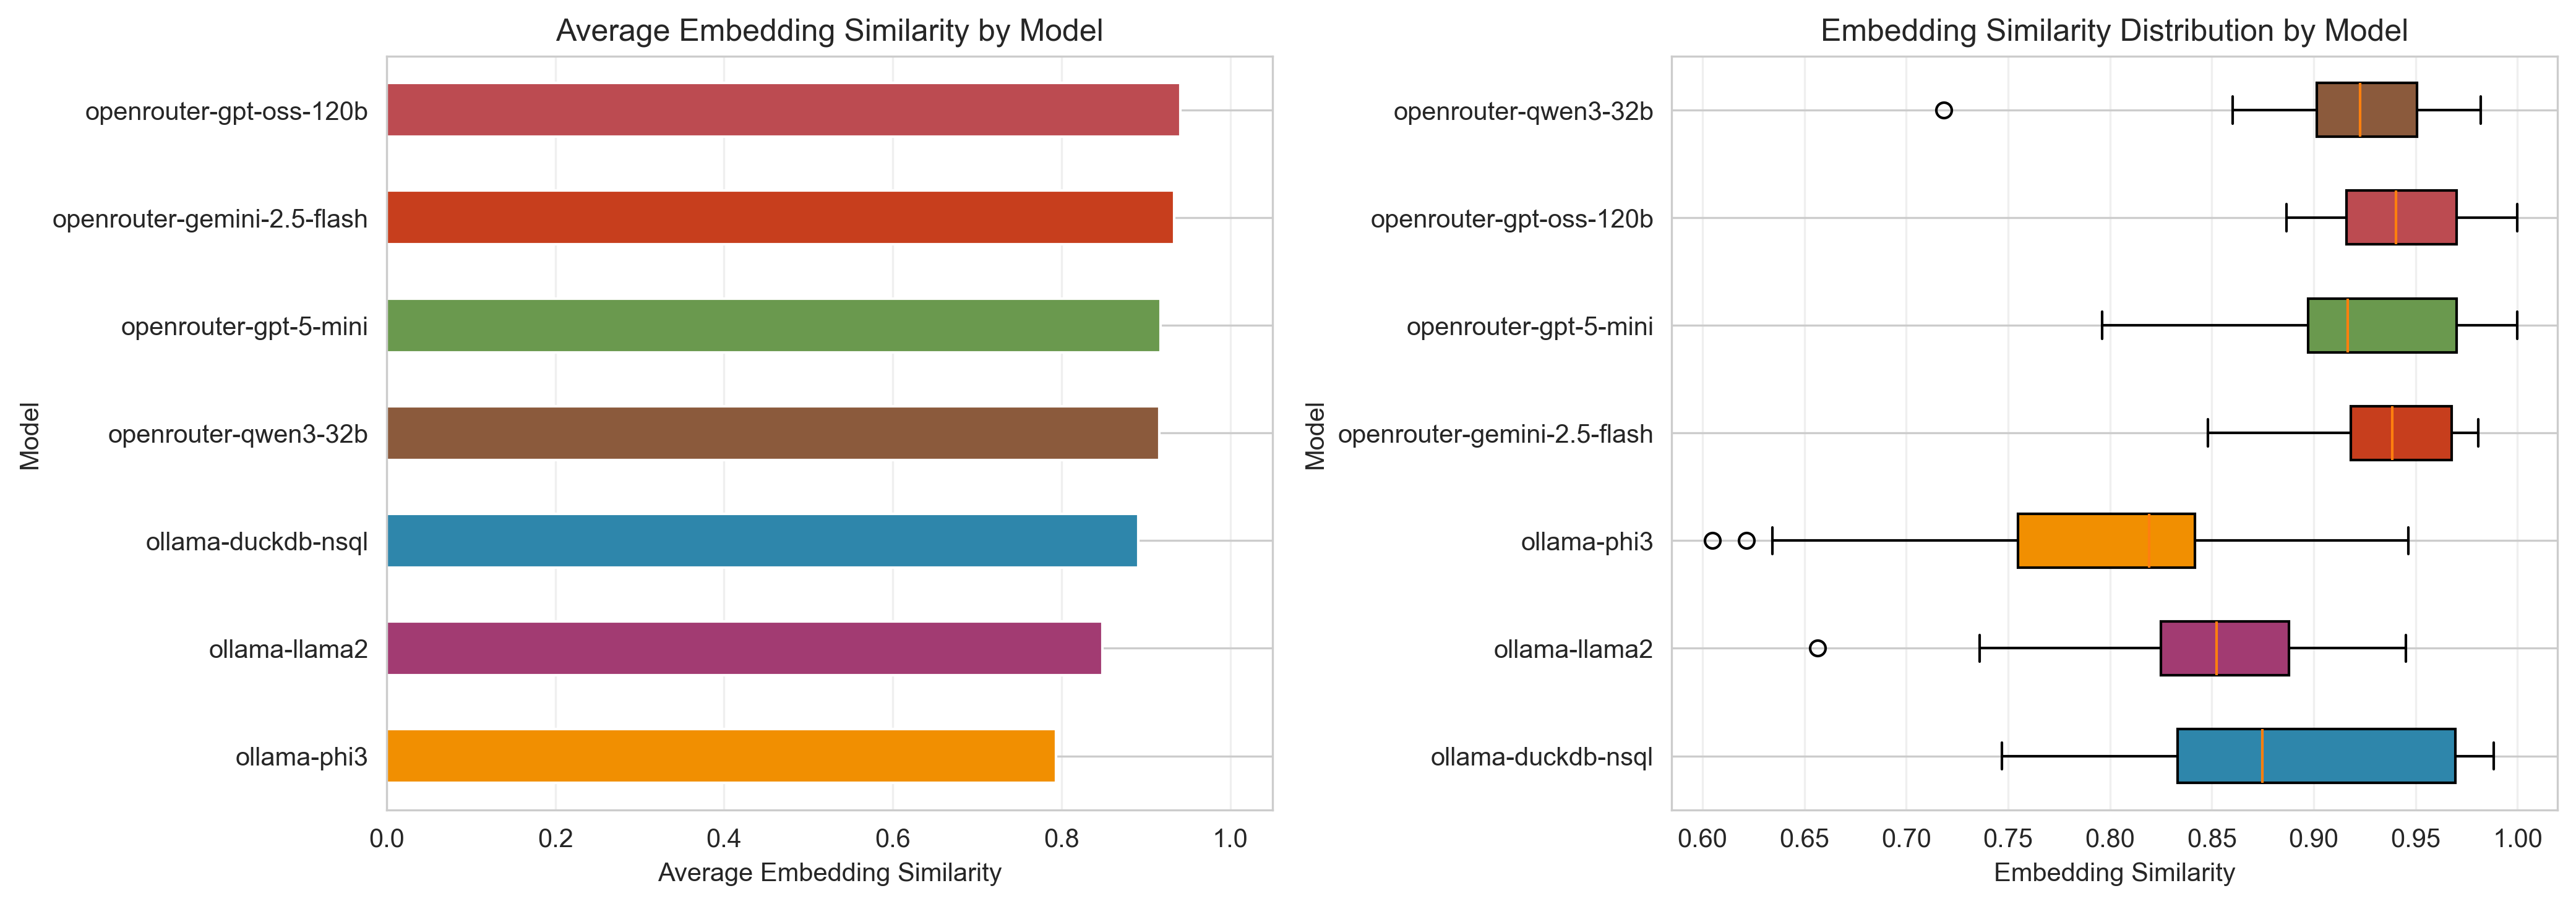 Average Embedding Similarity by Model
Model
openrouter-gpt-oss-120b
openrouter-gemini-2.5-flash
openrouter-gpt-5-mini
openrouter-qwen3-32b
ollama-duckdb-nsql
ollama-llama2
ollama-phi3
0.0 0.2 0.4 0.6 0.8 1.0
Average Embedding Similarity
Embedding Similarity Distribution by Model
Model
openrouter-qwen3-32b
openrouter-gpt-oss-120b
openrouter-gpt-5-mini
openrouter-gemini-2.5-flash
ollama-phi3
ollama-llama2
ollama-duckdb-nsql
0.60 0.65 0.70 0.75 0.80 0.85 0.90 0.95 1.00
Embedding Similarity